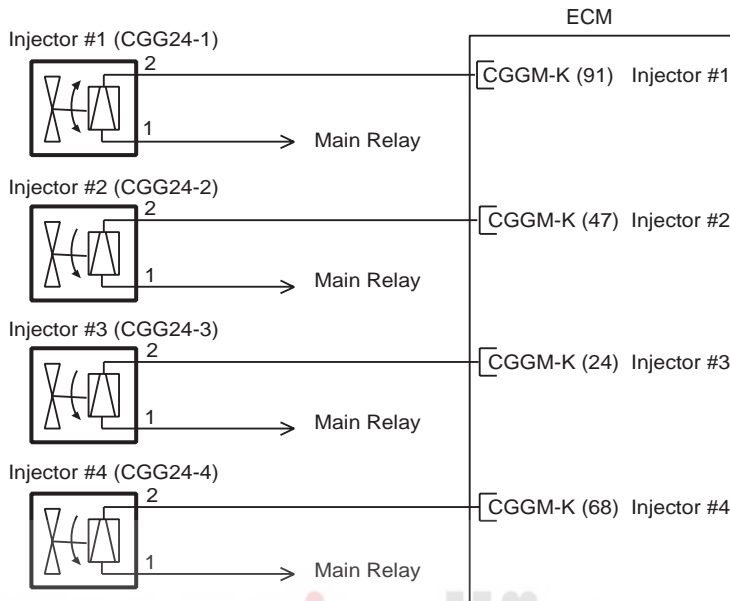 ECM
Injector #1 (CGG24-1)
2
CGGM-K (91) Injector #1
1
Main Relay
Injector #2 (CGG24-2)
2
CGGM-K (47) Injector #2
1
Main Relay
Injector #3 (CGG24-3)
2
CGGM-K (24) Injector #3
1
Main Relay
Injector #4 (CGG24-4)
2
CGGM-K (68) Injector #4
1
Main Relay